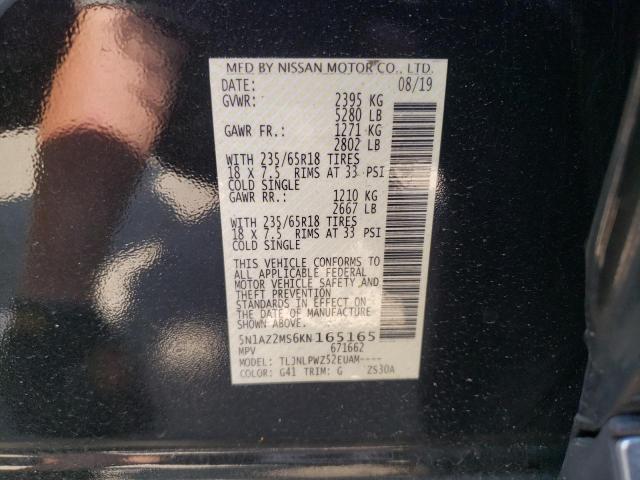 MFD BY NISSAN MOTOR CO., LTD.
DATE: 08/19
GVWR: 2395 KG
5280 LB
GAWR FR.: 1271 KG
2802 LB
WITH 235/65R18 TIRES
18 X 7.5 RIMS AT 33 PSI
COLD SINGLE
GAWR RR.: 1210 KG
2667 LB
WITH 235/65R18 TIRES
18 X 7.5 RIMS AT 33 PSI
COLD SINGLE
THIS VEHICLE CONFORMS TO
ALL APPLICABLE FEDERAL
MOTOR VEHICLE SAFETY AND
THEFT PREVENTION
STANDARDS IN EFFECT ON
THE DATE OF MANUFACTURE
SHOWN ABOVE
5N1AZ2MS6KN165165
MPV 671662
MODEL: TLJNLPWZ52EUAM----
COLOR: G41 TRIM: G ZS30A